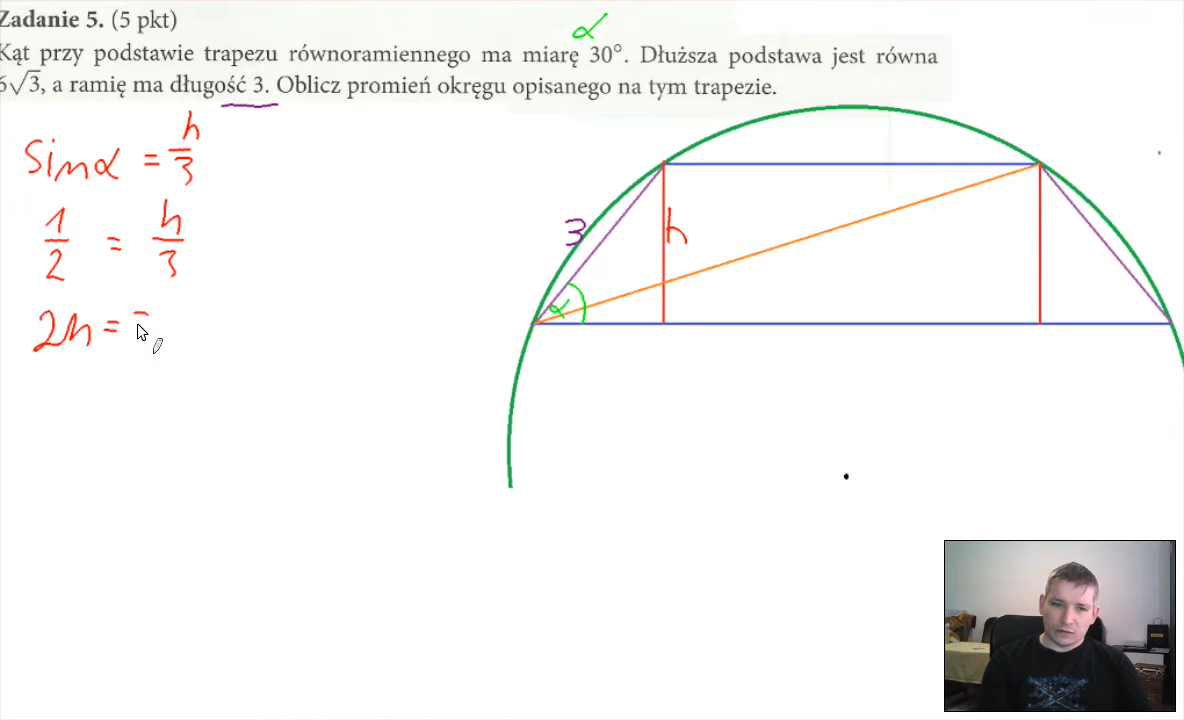 Zadanie 5. (5 pkt)
α
Kąt przy podstawie trapezu równoramiennego ma miarę 30°. Dłuższa podstawa jest równa
6√3, a ramię ma długość 3. Oblicz promień okręgu opisanego na tym trapezie.
sinα = h/3
1/2 = h/3
2h =
3
h
α